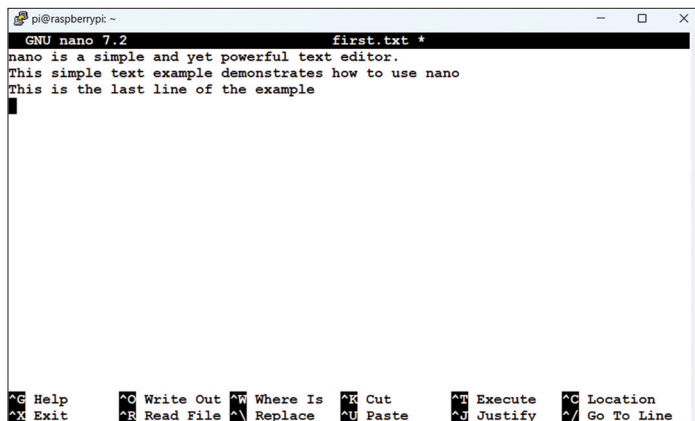 pi@raspberrypi: ~
GNU nano 7.2 first.txt *
nano is a simple and yet powerful text editor.
This simple text example demonstrates how to use nano
This is the last line of the example
^G Help ^O Write Out ^W Where Is ^K Cut ^T Execute ^C Location
^X Exit ^R Read File ^\ Replace ^U Paste ^J Justify ^/ Go To Line